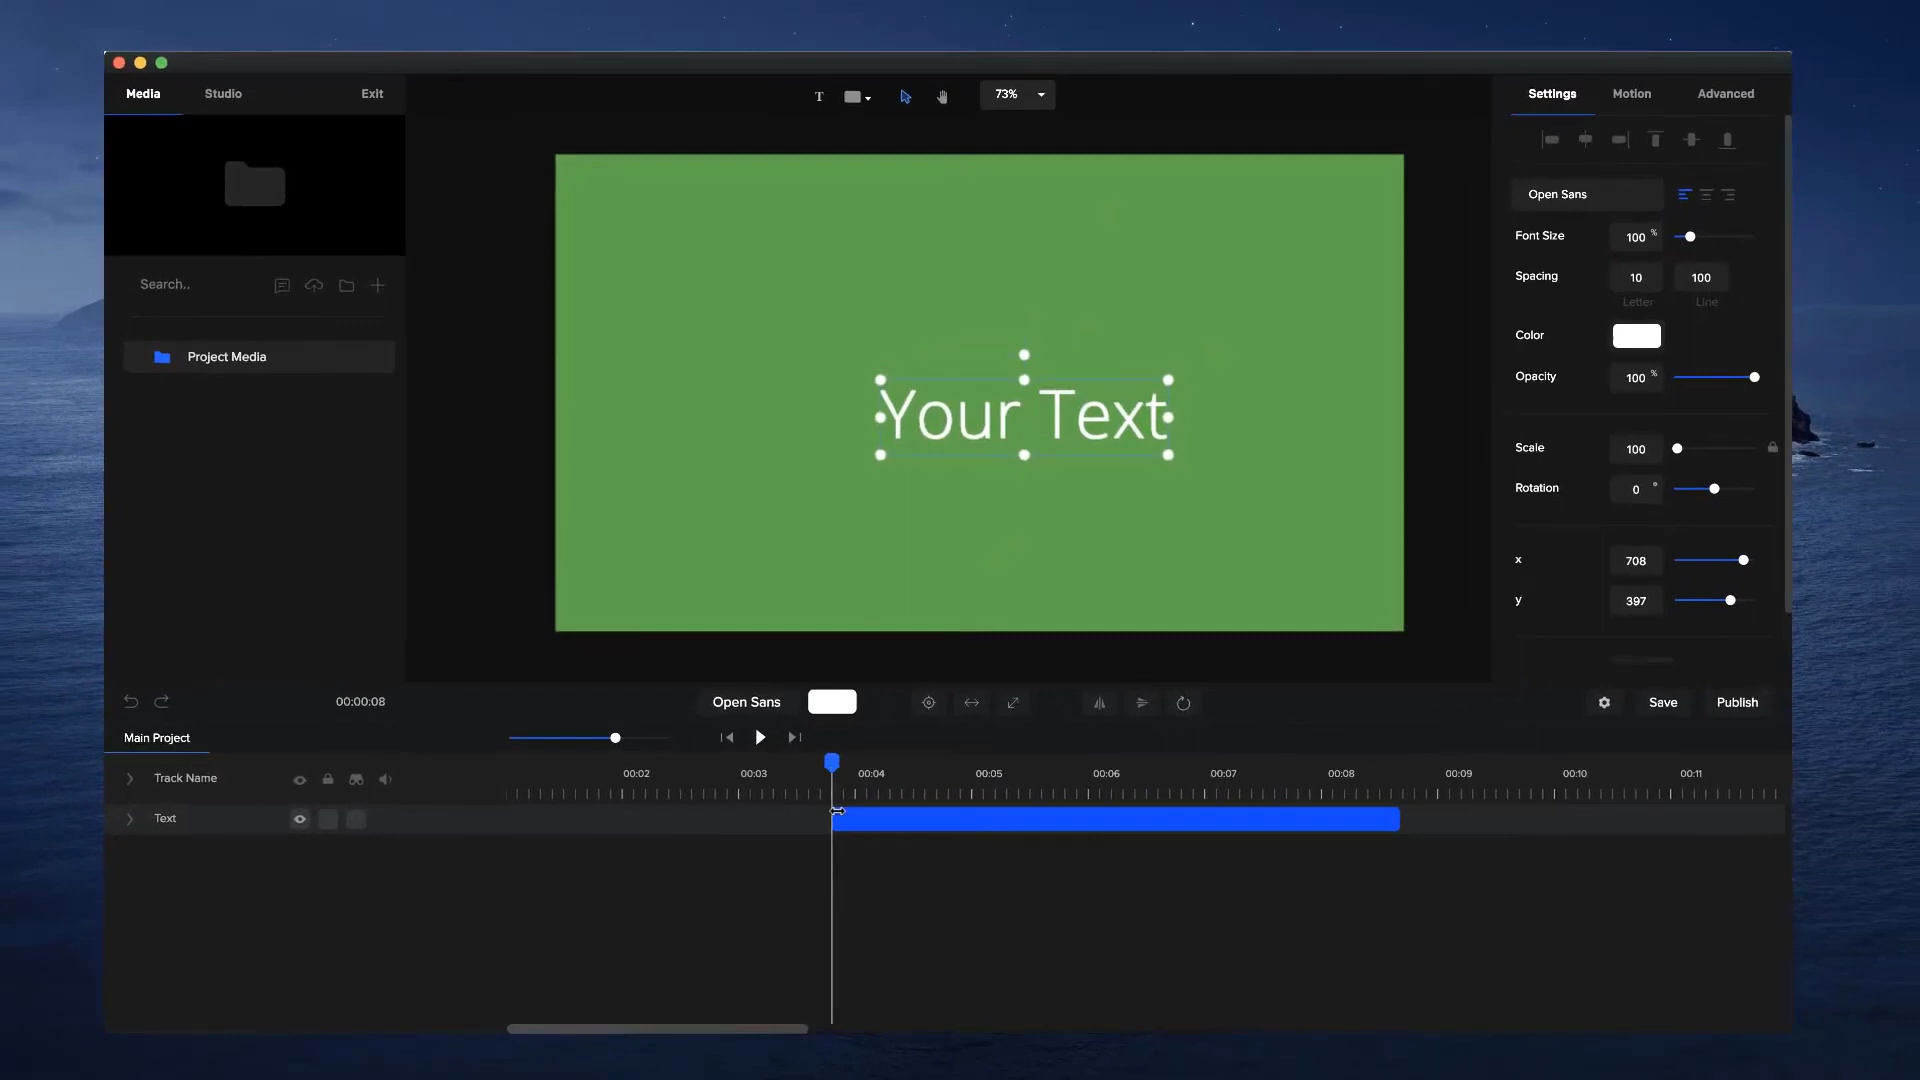 Media Studio Exit
T 73%
Settings Motion Advanced
Search..
Project Media
Your Text
Open Sans
Font Size 100 %
Spacing 10 100
Letter Line
Color
Opacity 100 %
Scale 100
Rotation 0 °
x 708
y 397
00:00:08
Open Sans
Save Publish
Main Project
Track Name
00:02 00:03 00:04 00:05 00:06 00:07 00:08 00:09 00:10 00:11
Text